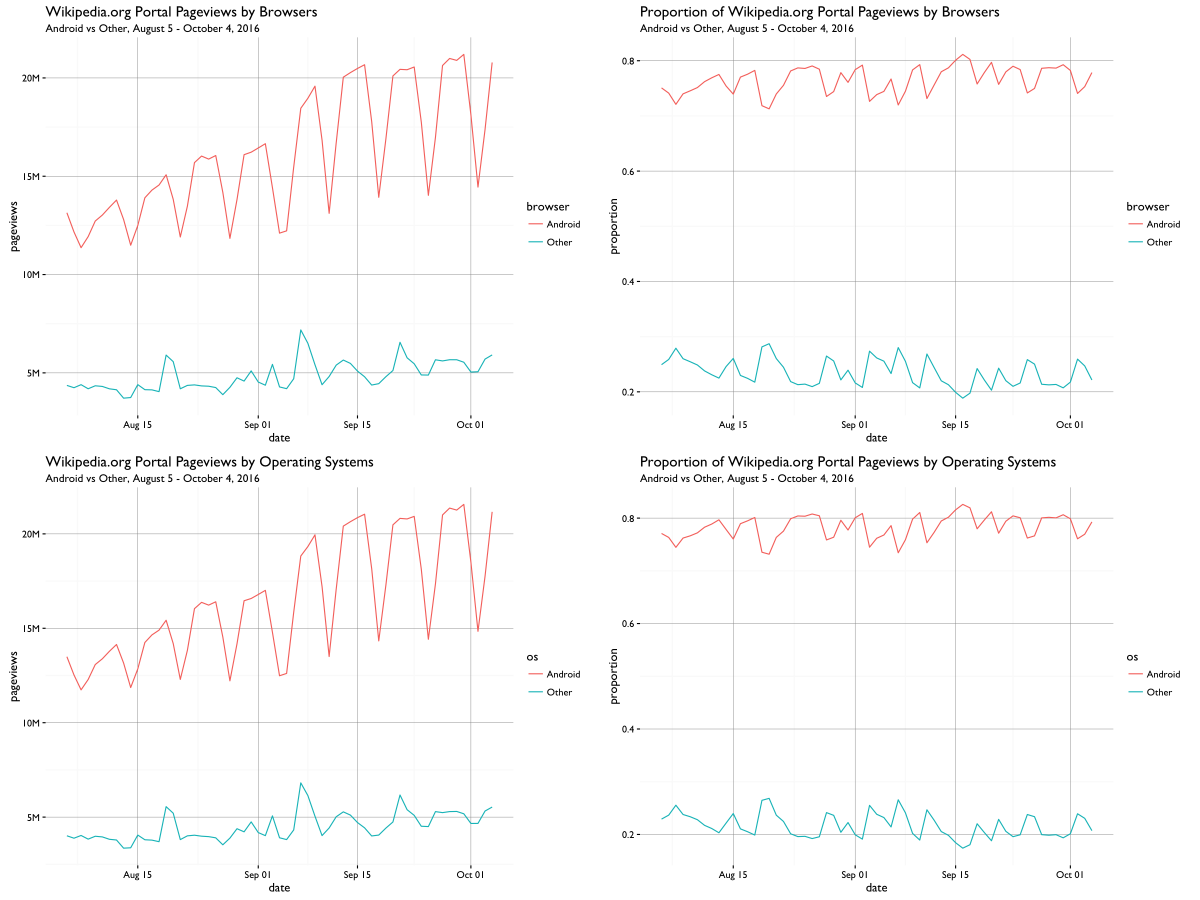 Wikipedia.org Portal Pageviews by Browsers
Android vs Other, August 5 - October 4, 2016
20M
15M
10M
5M
pageviews
Aug 15
Sep 01
Sep 15
Oct 01
date
browser
Android
Other
Proportion of Wikipedia.org Portal Pageviews by Browsers
Android vs Other, August 5 - October 4, 2016
0.8
0.6
0.4
0.2
proportion
Aug 15
Sep 01
Sep 15
Oct 01
date
browser
Android
Other
Wikipedia.org Portal Pageviews by Operating Systems
Android vs Other, August 5 - October 4, 2016
20M
15M
10M
5M
pageviews
Aug 15
Sep 01
Sep 15
Oct 01
date
os
Android
Other
Proportion of Wikipedia.org Portal Pageviews by Operating Systems
Android vs Other, August 5 - October 4, 2016
0.8
0.6
0.4
0.2
proportion
Aug 15
Sep 01
Sep 15
Oct 01
date
os
Android
Other